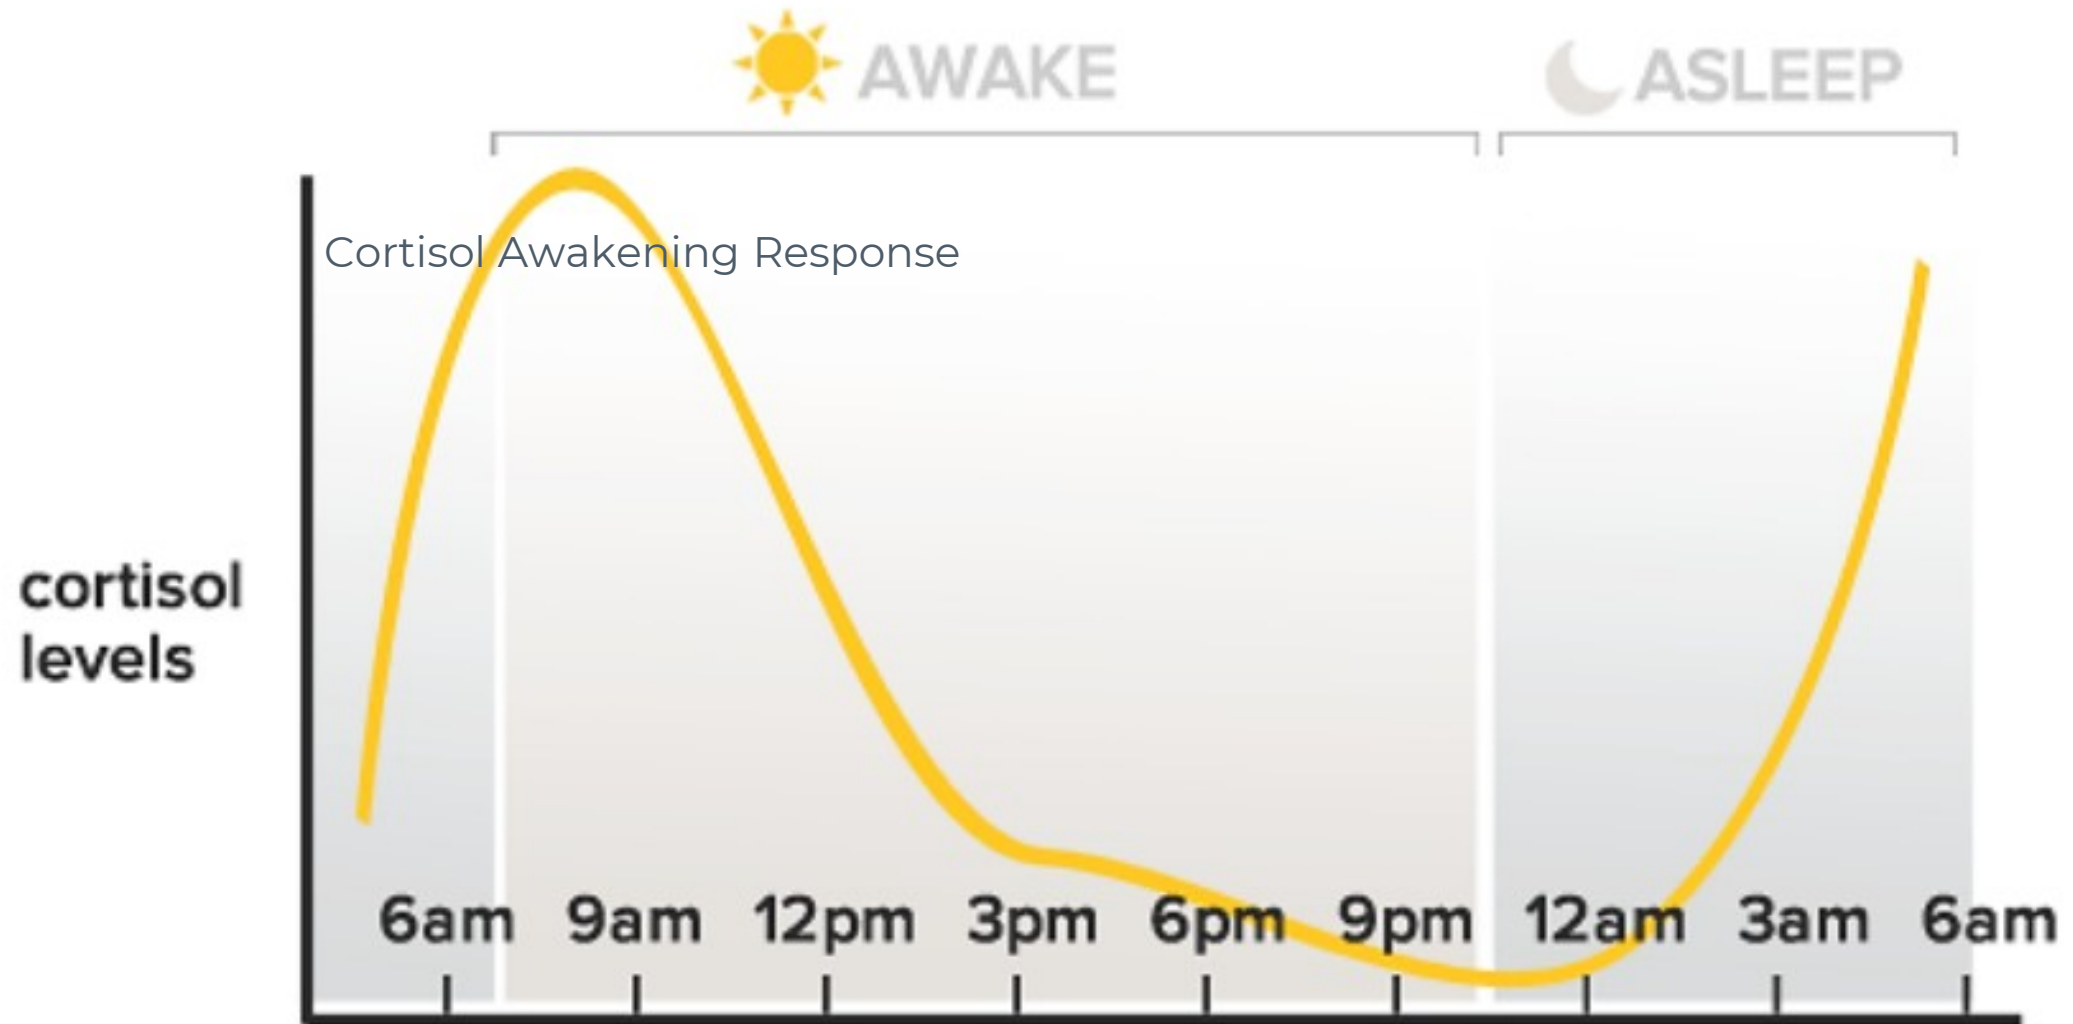 AWAKE
ASLEEP
Cortisol Awakening Response
cortisol
levels
6am 9am 12pm 3pm 6pm 9pm 12am 3am 6am